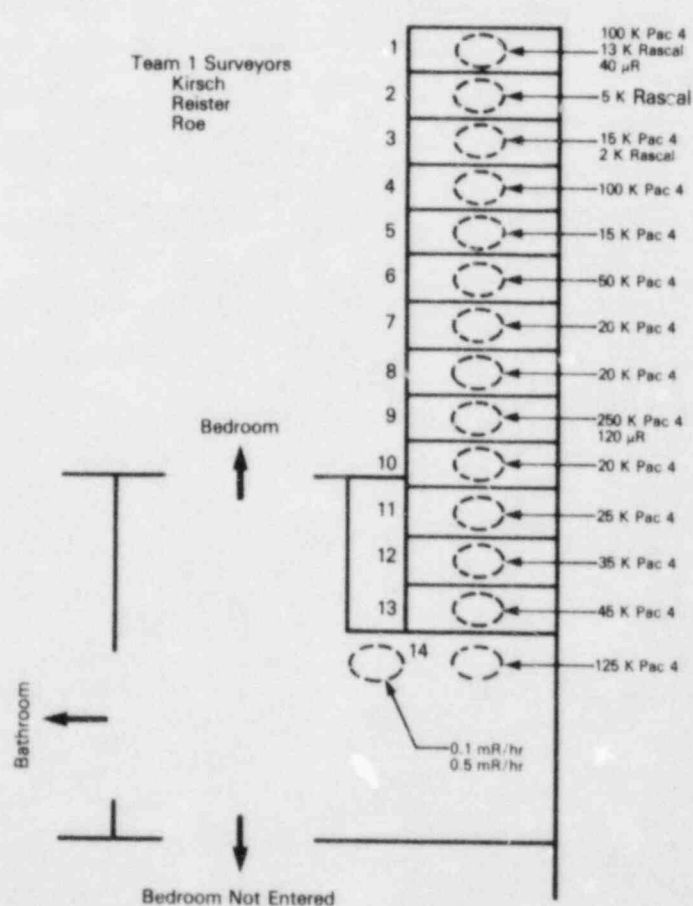 Team 1 Surveyors
Kirsch
Reister
Roe
1
100 K Pac 4
13 K Rascal
40 µR
2
5 K Rascal
3
15 K Pac 4
2 K Rascal
4
100 K Pac 4
5
15 K Pac 4
6
50 K Pac 4
7
20 K Pac 4
8
20 K Pac 4
9
250 K Pac 4
120 µR
Bedroom
10
20 K Pac 4
11
25 K Pac 4
12
35 K Pac 4
13
45 K Pac 4
14
125 K Pac 4
Bathroom
0.1 mR/hr
0.5 mR/hr
Bedroom Not Entered